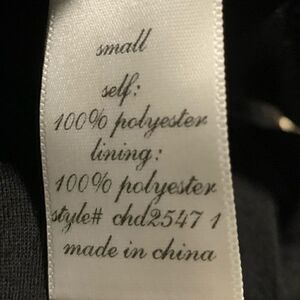 small
self:
100% polyester
lining:
100% polyester
style# chd2547 1
made in china